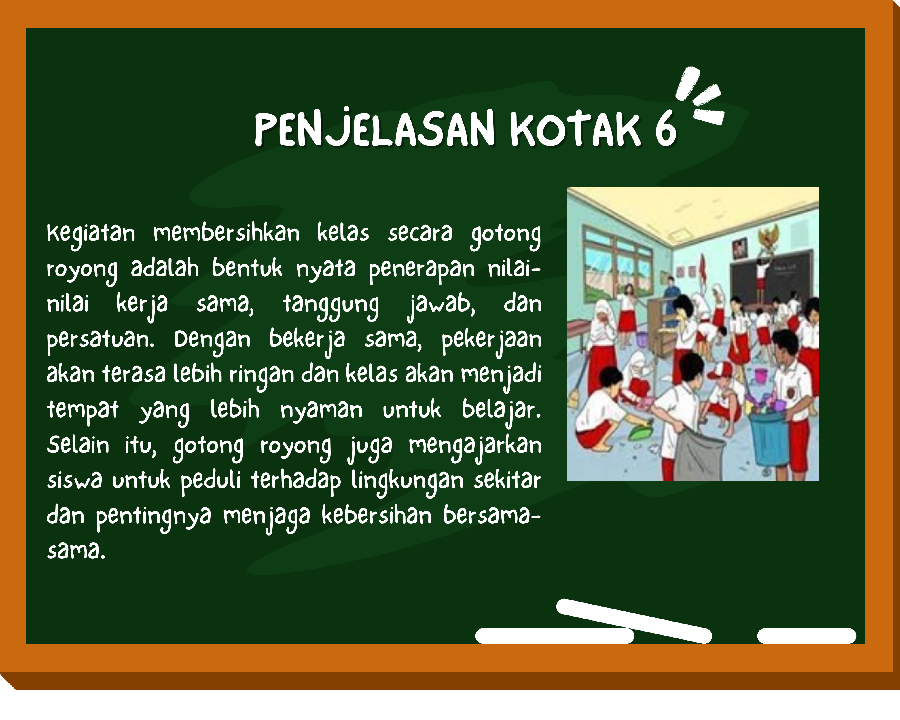 PENJELASAN KOTAK 6
Kegiatan membersihkan kelas secara gotong
royong adalah bentuk nyata penerapan nilai-
nilai kerja sama, tanggung jawab, dan
persatuan. Dengan bekerja sama, pekerjaan
akan terasa lebih ringan dan kelas akan menjadi
tempat yang lebih nyaman untuk belajar.
Selain itu, gotong royong juga mengajarkan
siswa untuk peduli terhadap lingkungan sekitar
dan pentingnya menjaga kebersihan bersama-
sama.